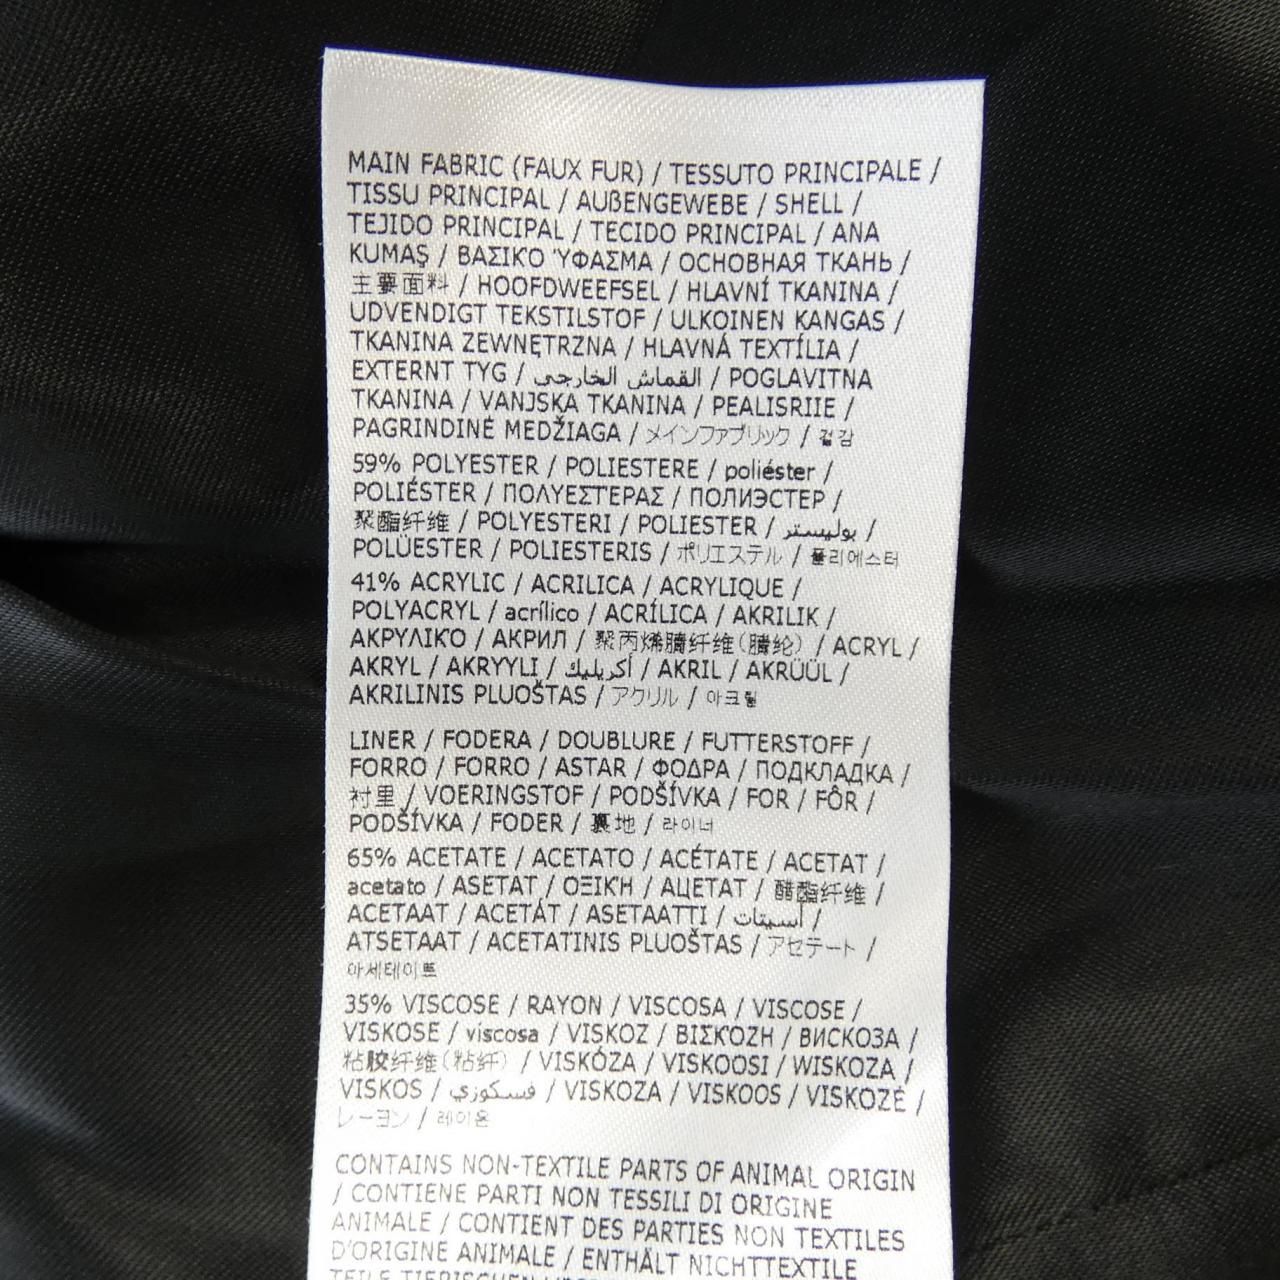 MAIN FABRIC (FAUX FUR) / TESSUTO PRINCIPALE /
TISSU PRINCIPAL / AUßENGEWEBE / SHELL /
TEJIDO PRINCIPAL / TECIDO PRINCIPAL / ANA
KUMAŞ / ΒΑΣΙΚΌ ΎΦΑΣΜΑ / ОСНОВНАЯ ТКАНЬ /
主要面料 / HOOFDWEEFSEL / HLAVNÍ TKANINA /
UDVENDIGT TEKSTILSTOF / ULKOINEN KANGAS /
TKANINA ZEWNĘTRZNA / HLAVNÁ TEXTÍLIA /
EXTERNT TYG / القماش الخارجي / POGLAVITNA
TKANINA / VANJSKA TKANINA / PEALISRIIE /
PAGRINDINĖ MEDŽIAGA / メインファブリック / 겉감
59% POLYESTER / POLIESTERE / poliéster /
POLIÉSTER / ΠΟΛΥΕΣΤΕΡΑΣ / ПОЛИЭСТЕР /
聚酯纤维 / POLYESTERI / POLIESTER / بوليستر /
POLÜESTER / POLIESTERIS / ポリエステル / 폴리에스터
41% ACRYLIC / ACRILICA / ACRYLIQUE /
POLYACRYL / acrílico / ACRÍLICA / AKRILIK /
ΑΚΡΥΛΙΚΌ / АКРИЛ / 聚丙烯腈纤维(腈纶) / ACRYL /
AKRYL / AKRYYLI / أكريليك / AKRIL / AKRÜÜL /
AKRILINIS PLUOŠTAS / アクリル / 아크릴
LINER / FODERA / DOUBLURE / FUTTERSTOFF /
FORRO / FORRO / ASTAR / ΦΟΔΡΑ / ПОДКЛАДКА /
衬里 / VOERINGSTOF / PODŠÍVKA / FOR / FÔR /
PODŠÍVKA / FODER / 裏地 / 라이너
65% ACETATE / ACETATO / ACÉTATE / ACETAT /
acetato / ASETAT / ΟΞΙΚΉ / АЦЕТАТ / 醋酯纤维 /
ACETAAT / ACETÁT / ASETAATTI / أسيتات /
ATSETAAT / ACETATINIS PLUOŠTAS / アセテート /
아세테이트
35% VISCOSE / RAYON / VISCOSA / VISCOSE /
VISKOSE / viscosa / VISKOZ / ΒΙΣΚΌΖΗ / ВИСКОЗА /
粘胶纤维(粘纤) / VISKÓZA / VISKOOSI / WISKOZA /
VISKOS / فسكوزي / VISKOZA / VISKOOS / VISKOZĖ /
レーヨン / 레이온
CONTAINS NON-TEXTILE PARTS OF ANIMAL ORIGIN
/ CONTIENE PARTI NON TESSILI DI ORIGINE
ANIMALE / CONTIENT DES PARTIES NON TEXTILES
D'ORIGINE ANIMALE / ENTHÄLT NICHTTEXTILE
TEILE TIERISCHEN